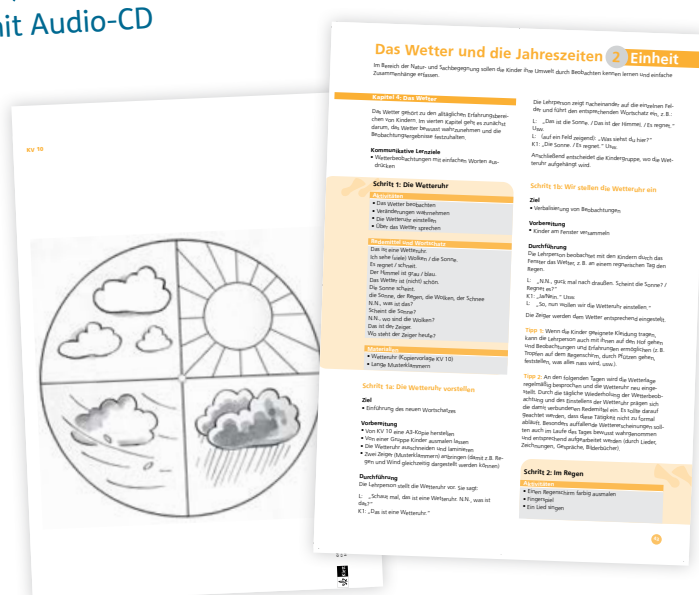 mit Audio-CD
KV 10
Das Wetter und die Jahreszeiten 2 Einheit
Im Bereich der Natur- und Sachbegegnung sollen die Kinder ihre Umwelt durch Beobachten kennen lernen und einfache
Zusammenhänge erfassen.
Kapitel 4: Das Wetter
Das Wetter gehört zu den alltäglichen Erfahrungsberei-
chen von Kindern. Im vierten Kapitel geht es zunächst
darum, das Wetter bewusst wahrzunehmen und die
Beobachtungsergebnisse festzuhalten.
Kommunikative Lernziele
• Wetterbeobachtungen mit einfachen Worten aus-
drücken
Schritt 1: Die Wetteruhr
Aktivitäten
• Das Wetter beobachten
• Veränderungen wahrnehmen
• Die Wetteruhr einstellen
• Über das Wetter sprechen
Redemittel und Wortschatz
Das ist eine Wetteruhr.
Ich sehe (viele) Wolken / die Sonne.
Es regnet / schneit.
Der Himmel ist grau / blau.
Das Wetter ist (nicht) schön.
Die Sonne scheint.
die Sonne, der Regen, die Wolken, der Schnee
N.N., was ist das?
Scheint die Sonne?
N.N., wo sind die Wolken?
Das ist der Zeiger.
Wo steht der Zeiger heute?
Materialien
• Wetteruhr (Kopiervorlage KV 10)
• Lange Musterklammern
Schritt 1a: Die Wetteruhr vorstellen
Ziel
• Einführung des neuen Wortschatzes
Vorbereitung
• Von KV 10 eine A3-Kopie herstellen
• Von einer Gruppe Kinder ausmalen lassen
• Die Wetteruhr ausschneiden und laminieren
• Zwei Zeiger (Musterklammern) anbringen (damit z.B. Re-
gen und Wind gleichzeitig dargestellt werden können)
Durchführung
Die Lehrperson stellt die Wetteruhr vor. Sie sagt:
L: „Schaut mal, das ist eine Wetteruhr. N.N., was ist
das?“
K1: „Das ist eine Wetteruhr.“
Die Lehrperson zeigt nacheinander auf die einzelnen Fel-
der und führt den entsprechenden Wortschatz ein, z.B.:
L: „Das ist die Sonne. / Das ist der Himmel. / Es regnet.“
Usw.
L: (auf ein Feld zeigend): „Was siehst du hier?“
K1: „Die Sonne. / Es regnet.“ Usw.
Anschließend entscheidet die Kindergruppe, wo die Wet-
teruhr aufgehängt wird.
Schritt 1b: Wir stellen die Wetteruhr ein
Ziel
• Verbalisierung von Beobachtungen
Vorbereitung
• Kinder am Fenster versammeln
Durchführung
Die Lehrperson beobachtet mit den Kindern durch das
Fenster das Wetter, z.B. an einem regnerischen Tag den
Regen.
L: „N.N., guck mal nach draußen. Scheint die Sonne? /
Regnet es?“
K1: „Ja/Nein.“ Usw.
L: „So, nun wollen wir die Wetteruhr einstellen.“
Die Zeiger werden dem Wetter entsprechend eingestellt.
Tipp 1: Wenn die Kinder geeignete Kleidung tragen,
kann die Lehrperson auch mit ihnen auf den Hof gehen
und Beobachtungen und Erfahrungen ermöglichen (z.B.
Tropfen auf dem Regenschirm, durch Pfützen gehen,
feststellen, was alles nass wird, usw.).
Tipp 2: An den folgenden Tagen wird die Wetterlage
regelmäßig besprochen und die Wetteruhr neu einge-
stellt. Durch die tägliche Wiederholung der Wetterbeob-
achtung und des Einstellens der Wetteruhr prägen sich
die damit verbundenen Redemittel ein. Es sollte darauf
geachtet werden, dass diese Tätigkeit nicht zu formal
abläuft. Besonders auffallende Wettererscheinungen soll-
ten auch im Laufe des Tages bewusst wahrgenommen
und entsprechend aufgearbeitet werden (durch Lieder,
Zeichnungen, Gespräche, Bilderbücher).
Schritt 2: Im Regen
Aktivitäten
• Einen Regenschirm farbig ausmalen
• Fingerspiel
• Ein Lied singen